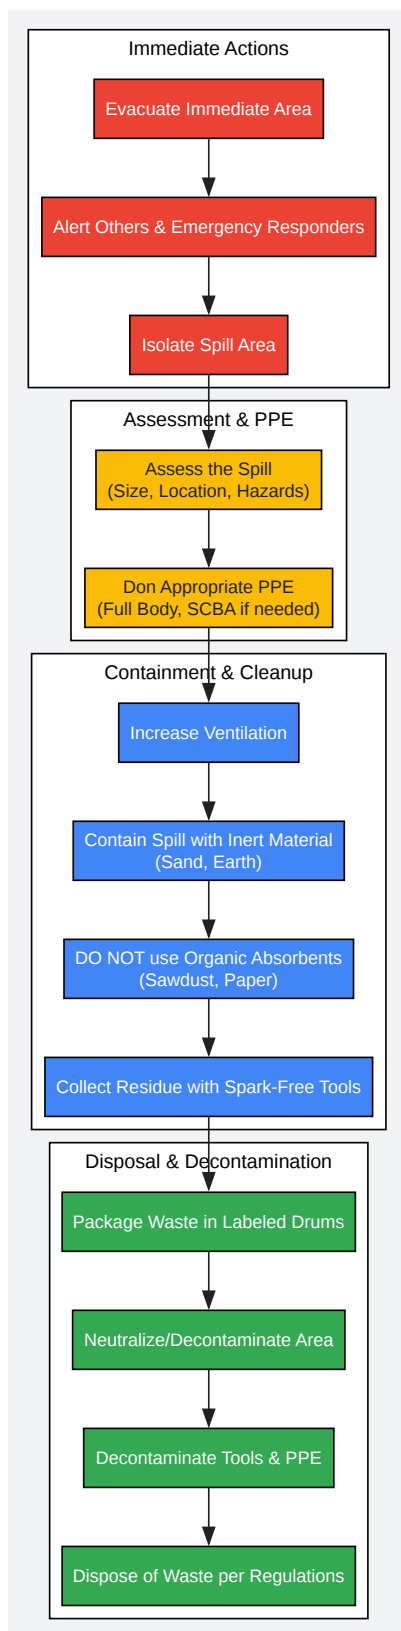 Immediate Actions
Evacuate Immediate Area
Alert Others & Emergency Responders
Isolate Spill Area
Assessment & PPE
Assess the Spill
(Size, Location, Hazards)
Don Appropriate PPE
(Full Body, SCBA if needed)
Containment & Cleanup
Increase Ventilation
Contain Spill with Inert Material
(Sand, Earth)
DO NOT use Organic Absorbents
(Sawdust, Paper)
Collect Residue with Spark-Free Tools
Disposal & Decontamination
Package Waste in Labeled Drums
Neutralize/Decontaminate Area
Decontaminate Tools & PPE
Dispose of Waste per Regulations